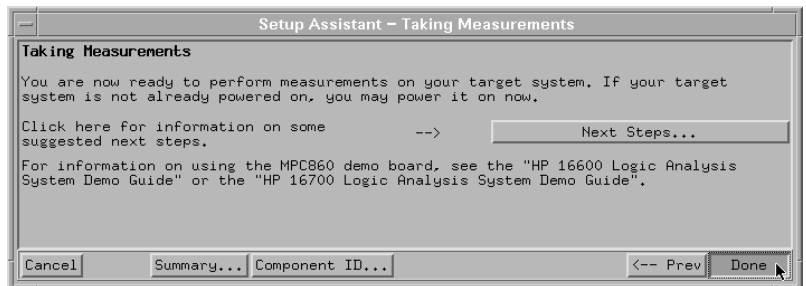 Setup Assistant – Taking Measurements
Taking Measurements
You are now ready to perform measurements on your target system. If your target
system is not already powered on, you may power it on now.
Click here for information on some
suggested next steps.
-->
Next Steps...
For information on using the MPC860 demo board, see the "HP 16600 Logic Analysis
System Demo Guide" or the "HP 16700 Logic Analysis System Demo Guide".
Cancel
Summary...
Component ID...
<-- Prev
Done